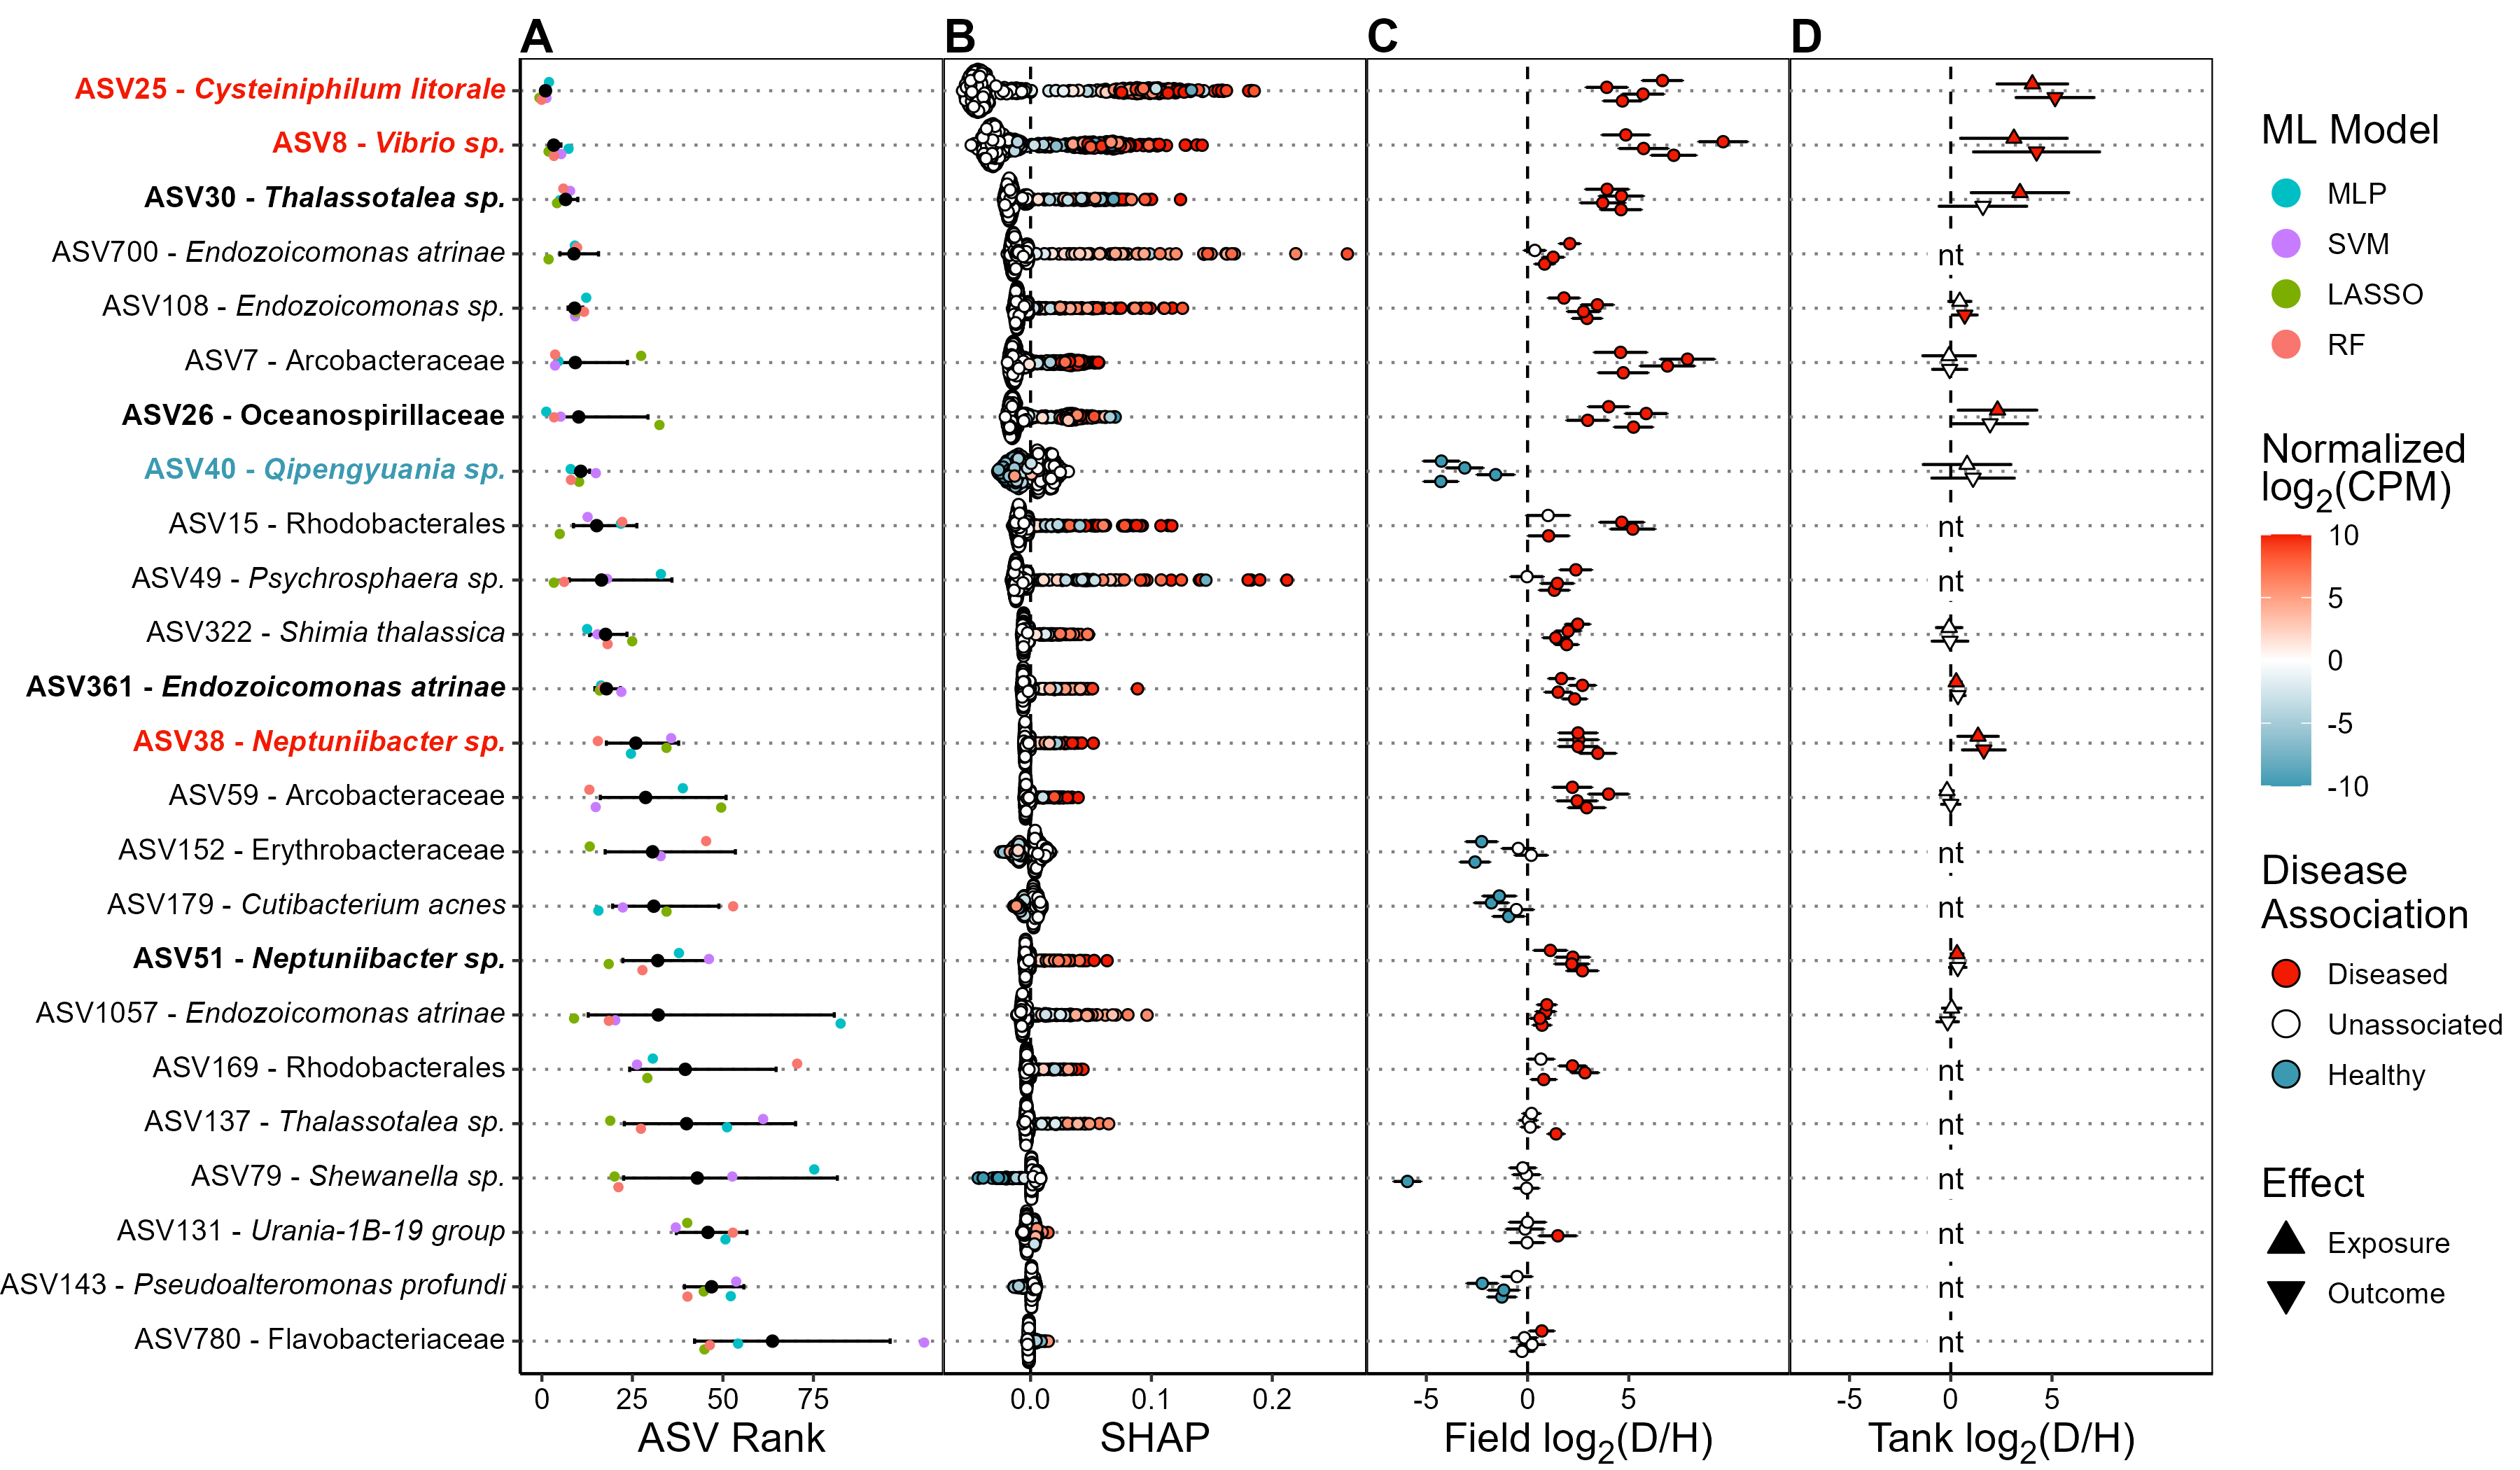 A
B
C
D
ASV25 - Cysteiniphilum litorale
ASV8 - Vibrio sp.
ASV30 - Thalassotalea sp.
ASV700 - Endozoicomonas atrinae
nt
ASV108 - Endozoicomonas sp.
ASV7 - Arcobacteraceae
ASV26 - Oceanospirillaceae
ASV40 - Qipengyuania sp.
ASV15 - Rhodobacterales
nt
ASV49 - Psychrosphaera sp.
nt
ASV322 - Shimia thalassica
ASV361 - Endozoicomonas atrinae
ASV38 - Neptuniibacter sp.
ASV59 - Arcobacteraceae
ASV152 - Erythrobacteraceae
nt
ASV179 - Cutibacterium acnes
nt
ASV51 - Neptuniibacter sp.
ASV1057 - Endozoicomonas atrinae
ASV169 - Rhodobacterales
nt
ASV137 - Thalassotalea sp.
nt
ASV79 - Shewanella sp.
nt
ASV131 - Urania-1B-19 group
nt
ASV143 - Pseudoalteromonas profundi
nt
ASV780 - Flavobacteriaceae
nt
0 25 50 75
ASV Rank
0.0 0.1 0.2
SHAP
-5 0 5
Field log2(D/H)
-5 0 5
Tank log2(D/H)
ML Model
MLP
SVM
LASSO
RF
Normalized
log2(CPM)
10
5
0
-5
-10
Disease
Association
Diseased
Unassociated
Healthy
Effect
Exposure
Outcome